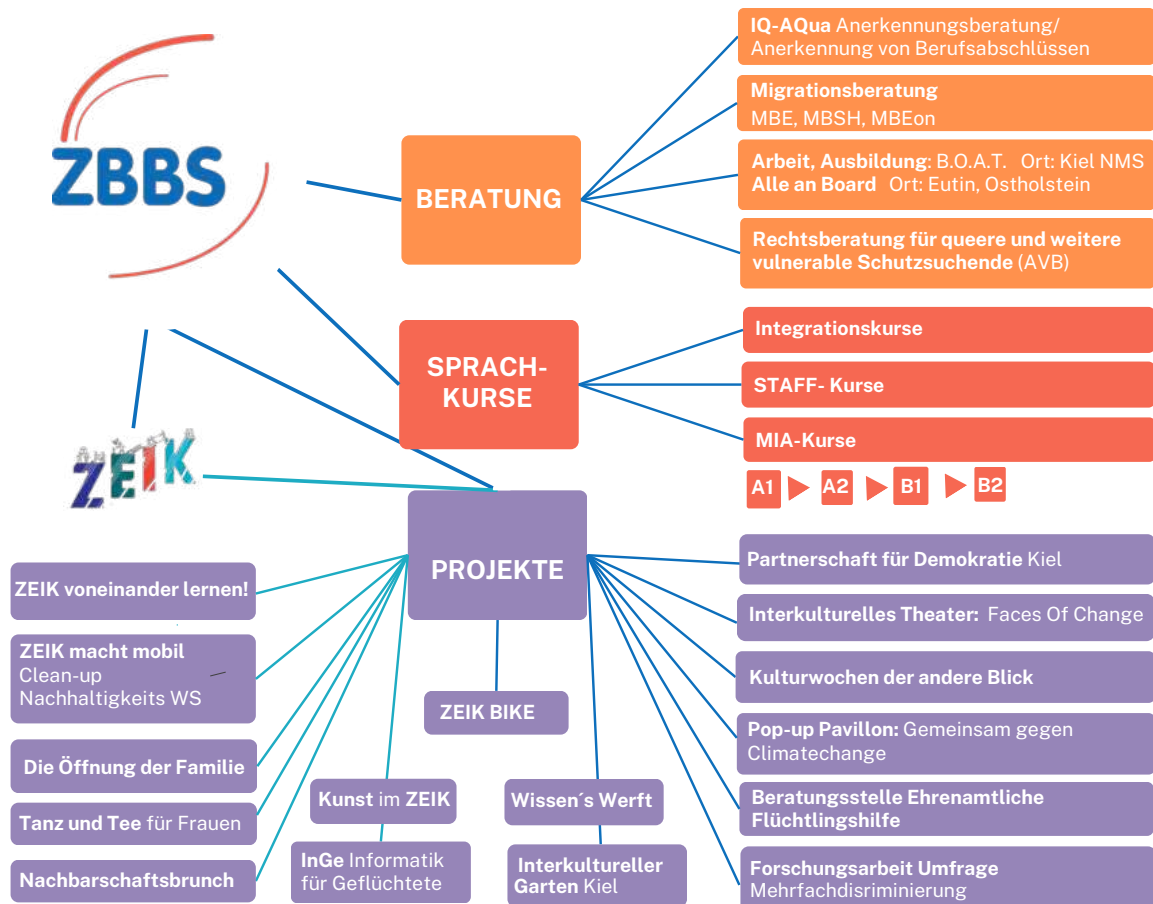 ZBBS
BERATUNG
IQ-AQua Anerkennungsberatung/
Anerkennung von Berufsabschlüssen
Migrationsberatung
MBE, MBSH, MBEon
Arbeit, Ausbildung: B.O.A.T. Ort: Kiel NMS
Alle an Board Ort: Eutin, Ostholstein
Rechtsberatung für queere und weitere
vulnerable Schutzsuchende (AVB)
SPRACH-
KURSE
Integrationskurse
STAFF- Kurse
MIA-Kurse
A1 A2 B1 B2
ZEIK
PROJEKTE
ZEIK voneinander lernen!
ZEIK macht mobil
Clean-up
Nachhaltigkeits WS
Die Öffnung der Familie
Tanz und Tee für Frauen
Nachbarschaftsbrunch
Kunst im ZEIK
InGe Informatik
für Geflüchtete
ZEIK BIKE
Wissen´s Werft
Interkultureller
Garten Kiel
Partnerschaft für Demokratie Kiel
Interkulturelles Theater: Faces Of Change
Kulturwochen der andere Blick
Pop-up Pavillon: Gemeinsam gegen
Climatechange
Beratungsstelle Ehrenamtliche
Flüchtlingshilfe
Forschungsarbeit Umfrage
Mehrfachdisriminierung